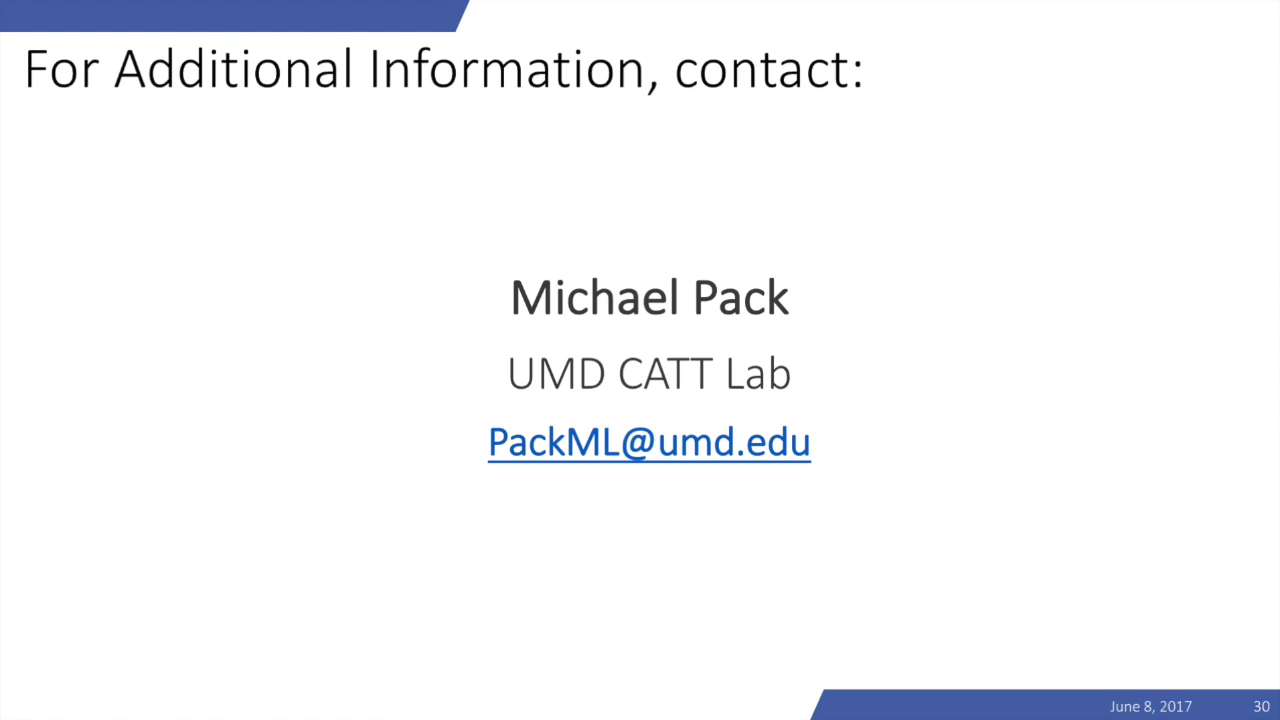 For Additional Information, contact:
Michael Pack
UMD CATT Lab
PackML@umd.edu
June 8, 2017
30